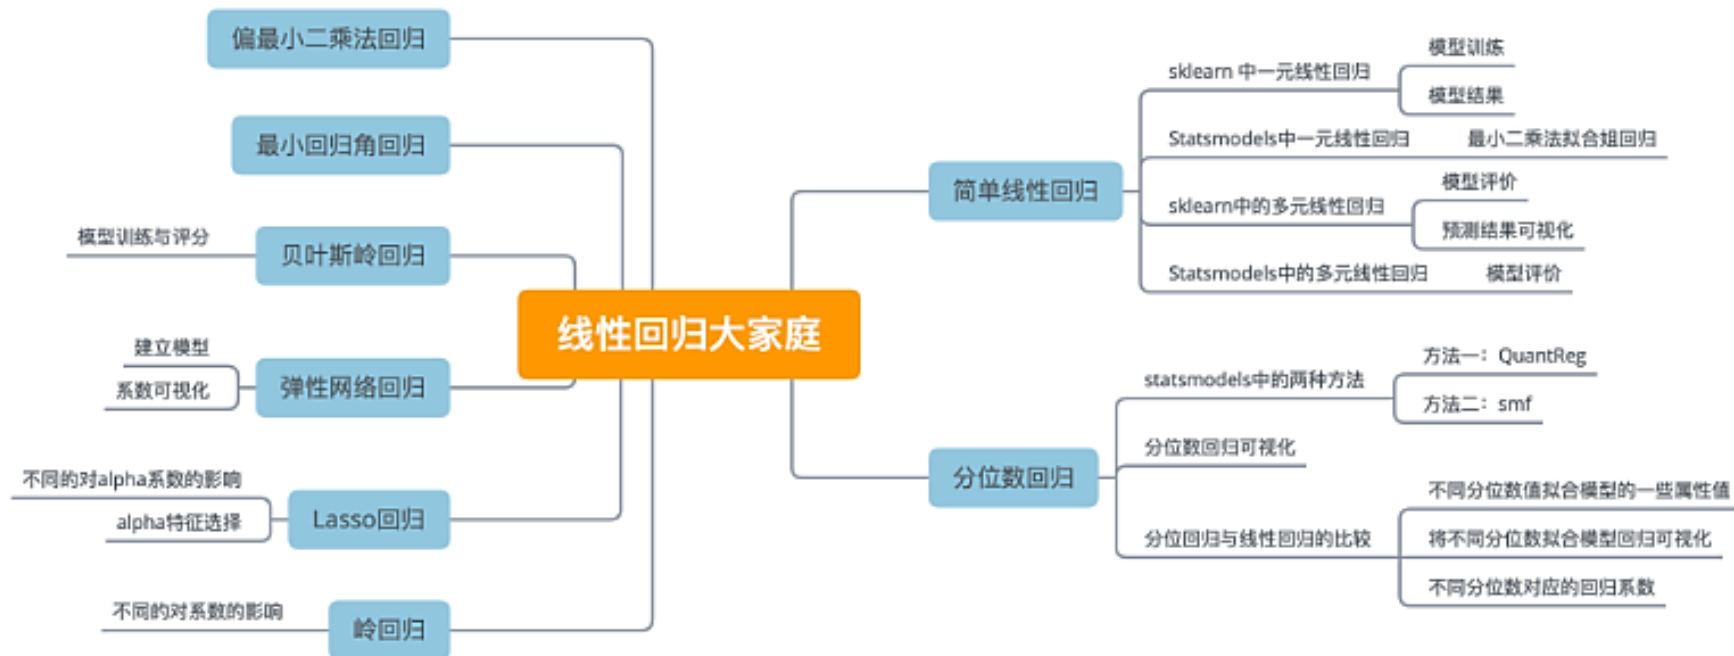 线性回归大家庭
简单线性回归
sklearn 中一元线性回归
模型训练
模型结果
Statsmodels中一元线性回归
最小二乘法拟合姐回归
sklearn中的多元线性回归
模型评价
预测结果可视化
Statsmodels中的多元线性回归
模型评价
分位数回归
statsmodels中的两种方法
方法一：QuantReg
方法二：smf
分位数回归可视化
分位回归与线性回归的比较
不同分位数值拟合模型的一些属性值
将不同分位数拟合模型回归可视化
不同分位数对应的回归系数
偏最小二乘法回归
最小回归角回归
贝叶斯岭回归
模型训练与评分
弹性网络回归
建立模型
系数可视化
Lasso回归
不同的对alpha系数的影响
alpha特征选择
岭回归
不同的对系数的影响